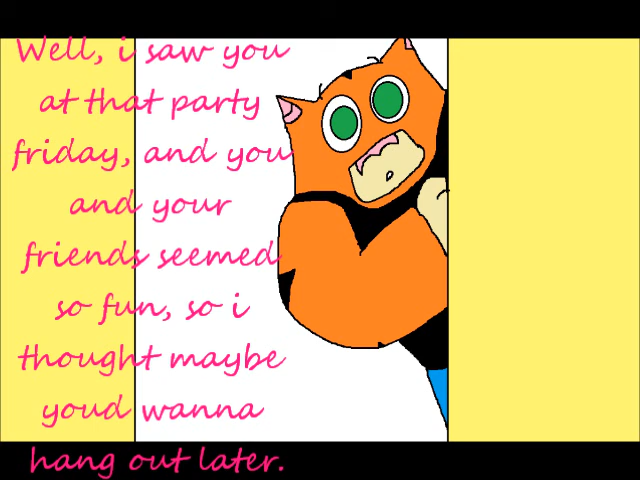 Well, i saw you
at that party
friday, and you
and your
friends seemed
so fun, so i
thought maybe
youd wanna
hang out later.